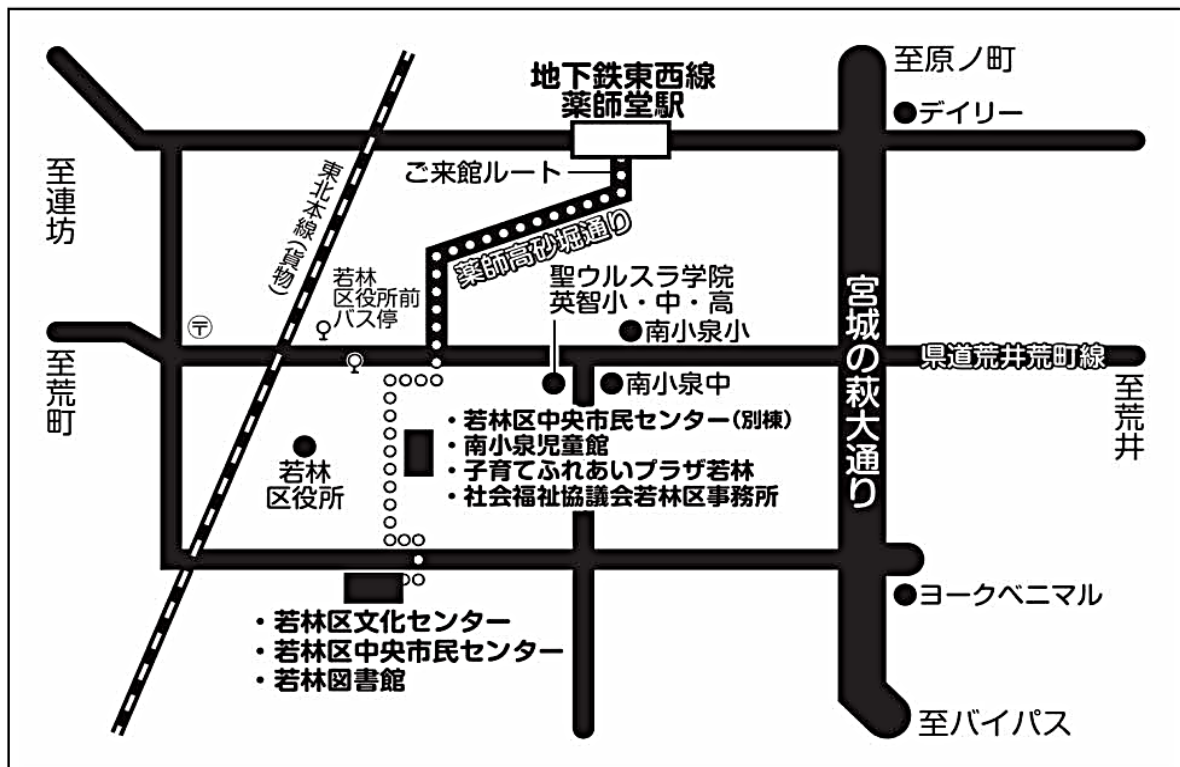 至原ノ町
地下鉄東西線
薬師堂駅
デイリー
ご来館ルート
至連坊
東北本線(貨物)
薬師高砂堀通り
若林
区役所前
バス停
聖ウルスラ学院
英智小・中・高
宮城の萩大通り
〒
南小泉小
県道荒井荒町線
至荒町
南小泉中
至荒井
・若林区中央市民センター(別棟)
・南小泉児童館
・子育てふれあいプラザ若林
・社会福祉協議会若林区事務所
若林
区役所
ヨークベニマル
・若林区文化センター
・若林区中央市民センター
・若林図書館
至バイパス